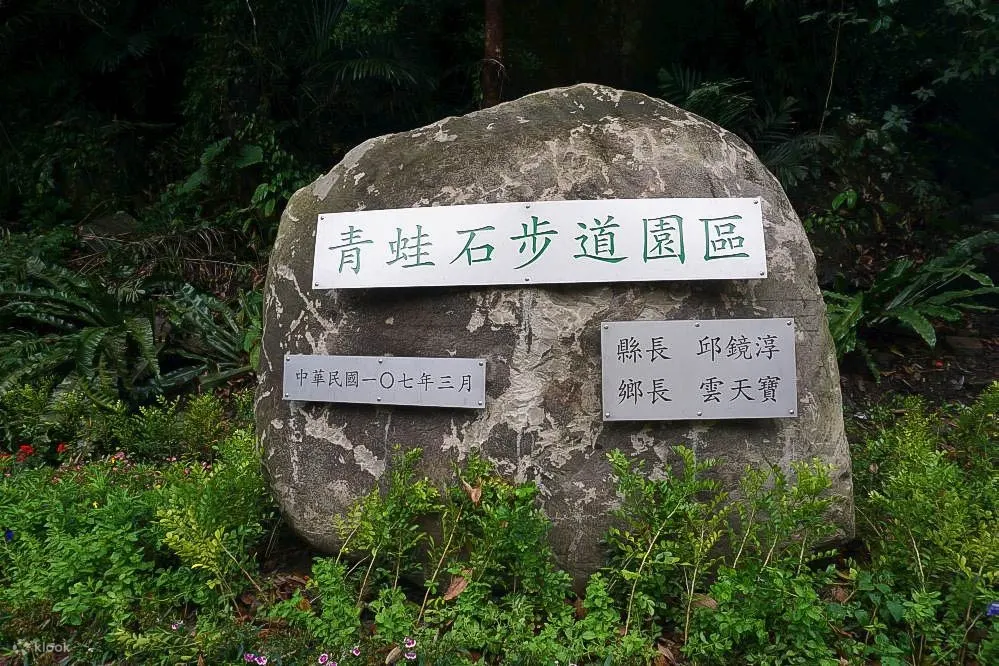 青蛙石步道園區
縣長 邱鏡淳
鄉長 雲天寶
中華民國一〇七年三月
klook